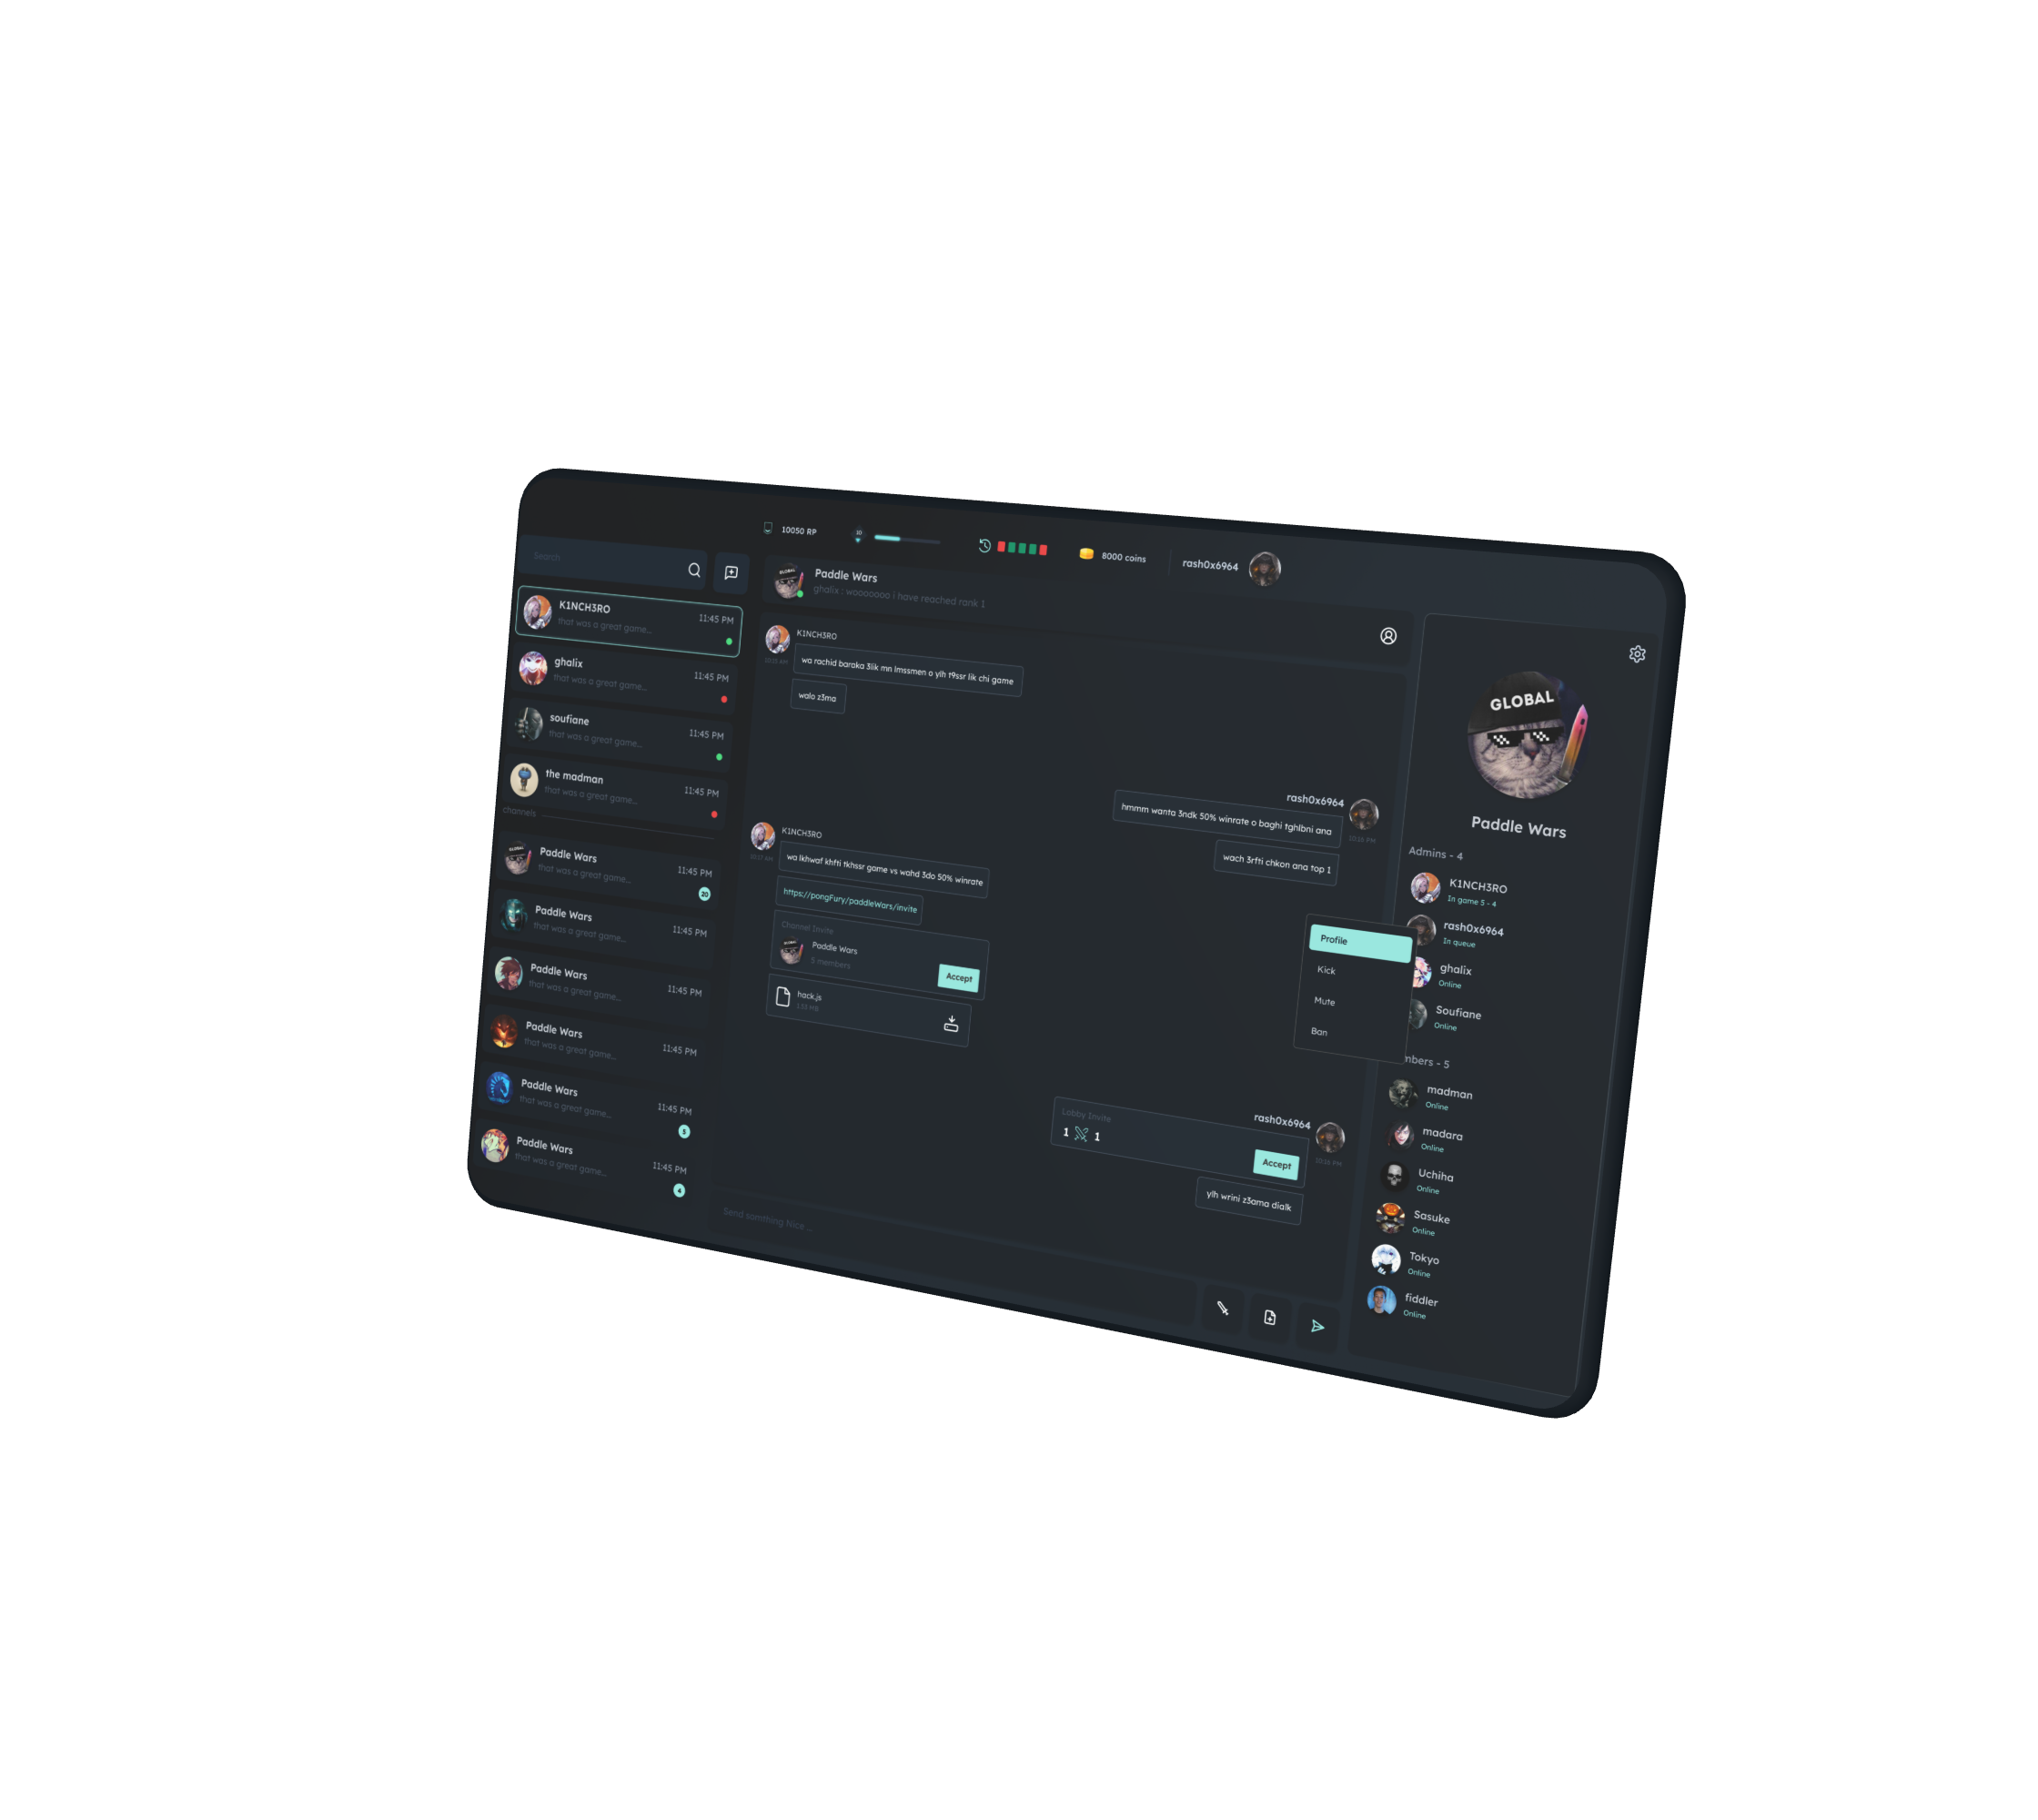 10050 RP
10
8000 coins
rash0x6964
Search
K1NCH3RO
that was a great game...
11:45 PM
ghalix
that was a great game...
11:45 PM
soufiane
that was a great game...
11:45 PM
the madman
that was a great game...
11:45 PM
channels
Paddle Wars
that was a great game...
11:45 PM
20
Paddle Wars
that was a great game...
11:45 PM
Paddle Wars
that was a great game...
11:45 PM
Paddle Wars
that was a great game...
11:45 PM
Paddle Wars
that was a great game...
11:45 PM
5
Paddle Wars
that was a great game...
11:45 PM
4
Paddle Wars
ghalix : wooooooo i have reached rank 1
K1NCH3RO
wa rachid baraka 3lik mn lmssmen o ylh t9ssr lik chi game
walo z3ma
rash0x6964
hmmm wanta 3ndk 50% winrate o baghi tghlbni ana
wach 3rfti chkon ana top 1
K1NCH3RO
wa lkhwaf khfti tkhssr game vs wahd 3do 50% winrate
https://pongFury/paddleWars/invite
Channel Invite
Paddle Wars
5 members
Accept
hack.js
rash0x6964
Lobby Invite
1
1
Accept
ylh wrini z3ama dialk
Send somthing Nice ...
Profile
Kick
Mute
Ban
GLOBAL
Paddle Wars
Admins - 4
K1NCH3RO
In game 5 - 4
rash0x6964
In queue
ghalix
Online
Soufiane
Online
mbers - 5
madman
Online
madara
Online
Uchiha
Online
Sasuke
Online
Tokyo
Online
fiddler
Online